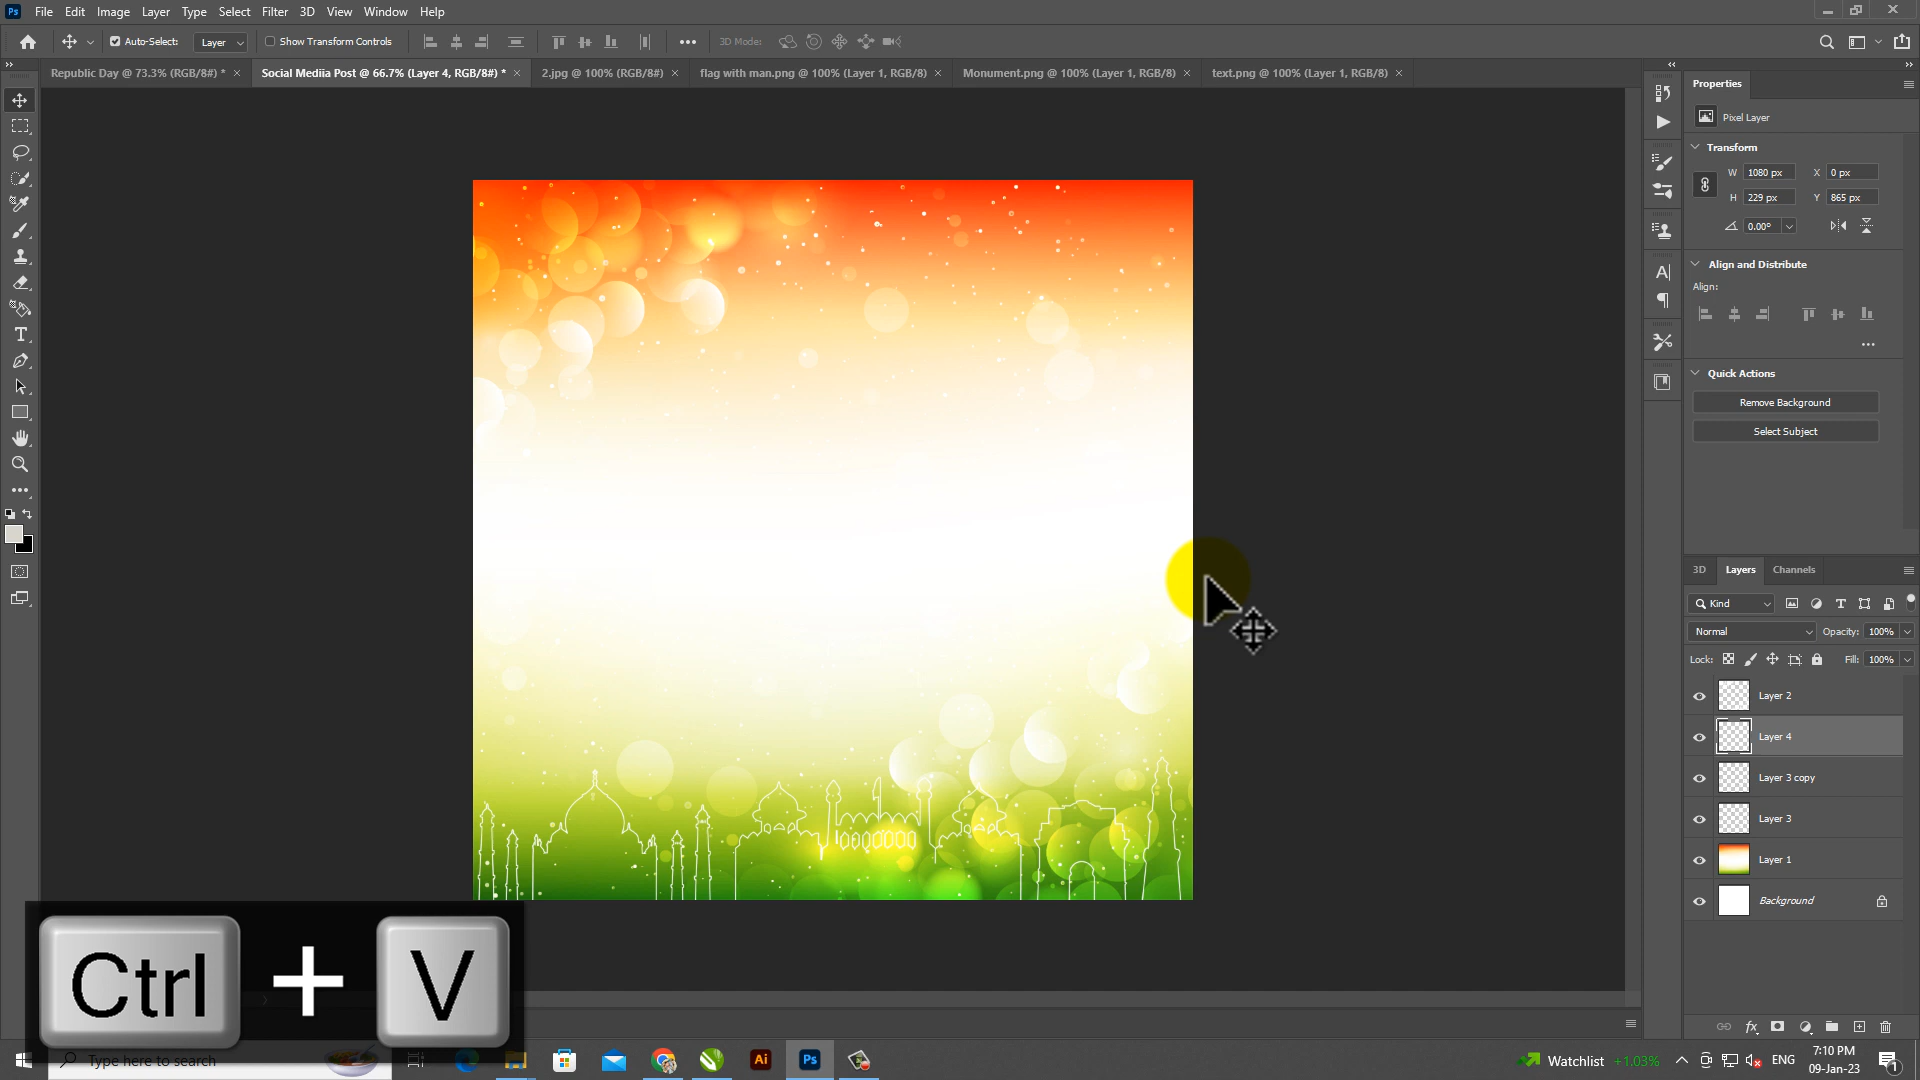 Ps File Edit Image Layer Type Select Filter 3D View Window Help
Auto-Select: Layer Show Transform Controls 3D Mode:
Republic Day @ 73.3% (RGB/8#) * × Social Mediia Post @ 66.7% (Layer 4, RGB/8#) * × 2.jpg @ 100% (RGB/8#) × flag with man.png @ 100% (Layer 1, RGB/8) × Monument.png @ 100% (Layer 1, RGB/8) × text.png @ 100% (Layer 1, RGB/8) ×
Properties
Pixel Layer
Transform
W 1080 px X 0 px
H 229 px Y 865 px
0.00°
Align and Distribute
Align:
Quick Actions
Remove Background
Select Subject
3D Layers Channels
Kind
Normal Opacity: 100%
Lock: Fill: 100%
Layer 2
Layer 4
Layer 3 copy
Layer 3
Layer 1
Background
Ctrl + V
Type here to search
Ai Ps
Watchlist +1.03% ENG
7:10 PM
09-Jan-23
1